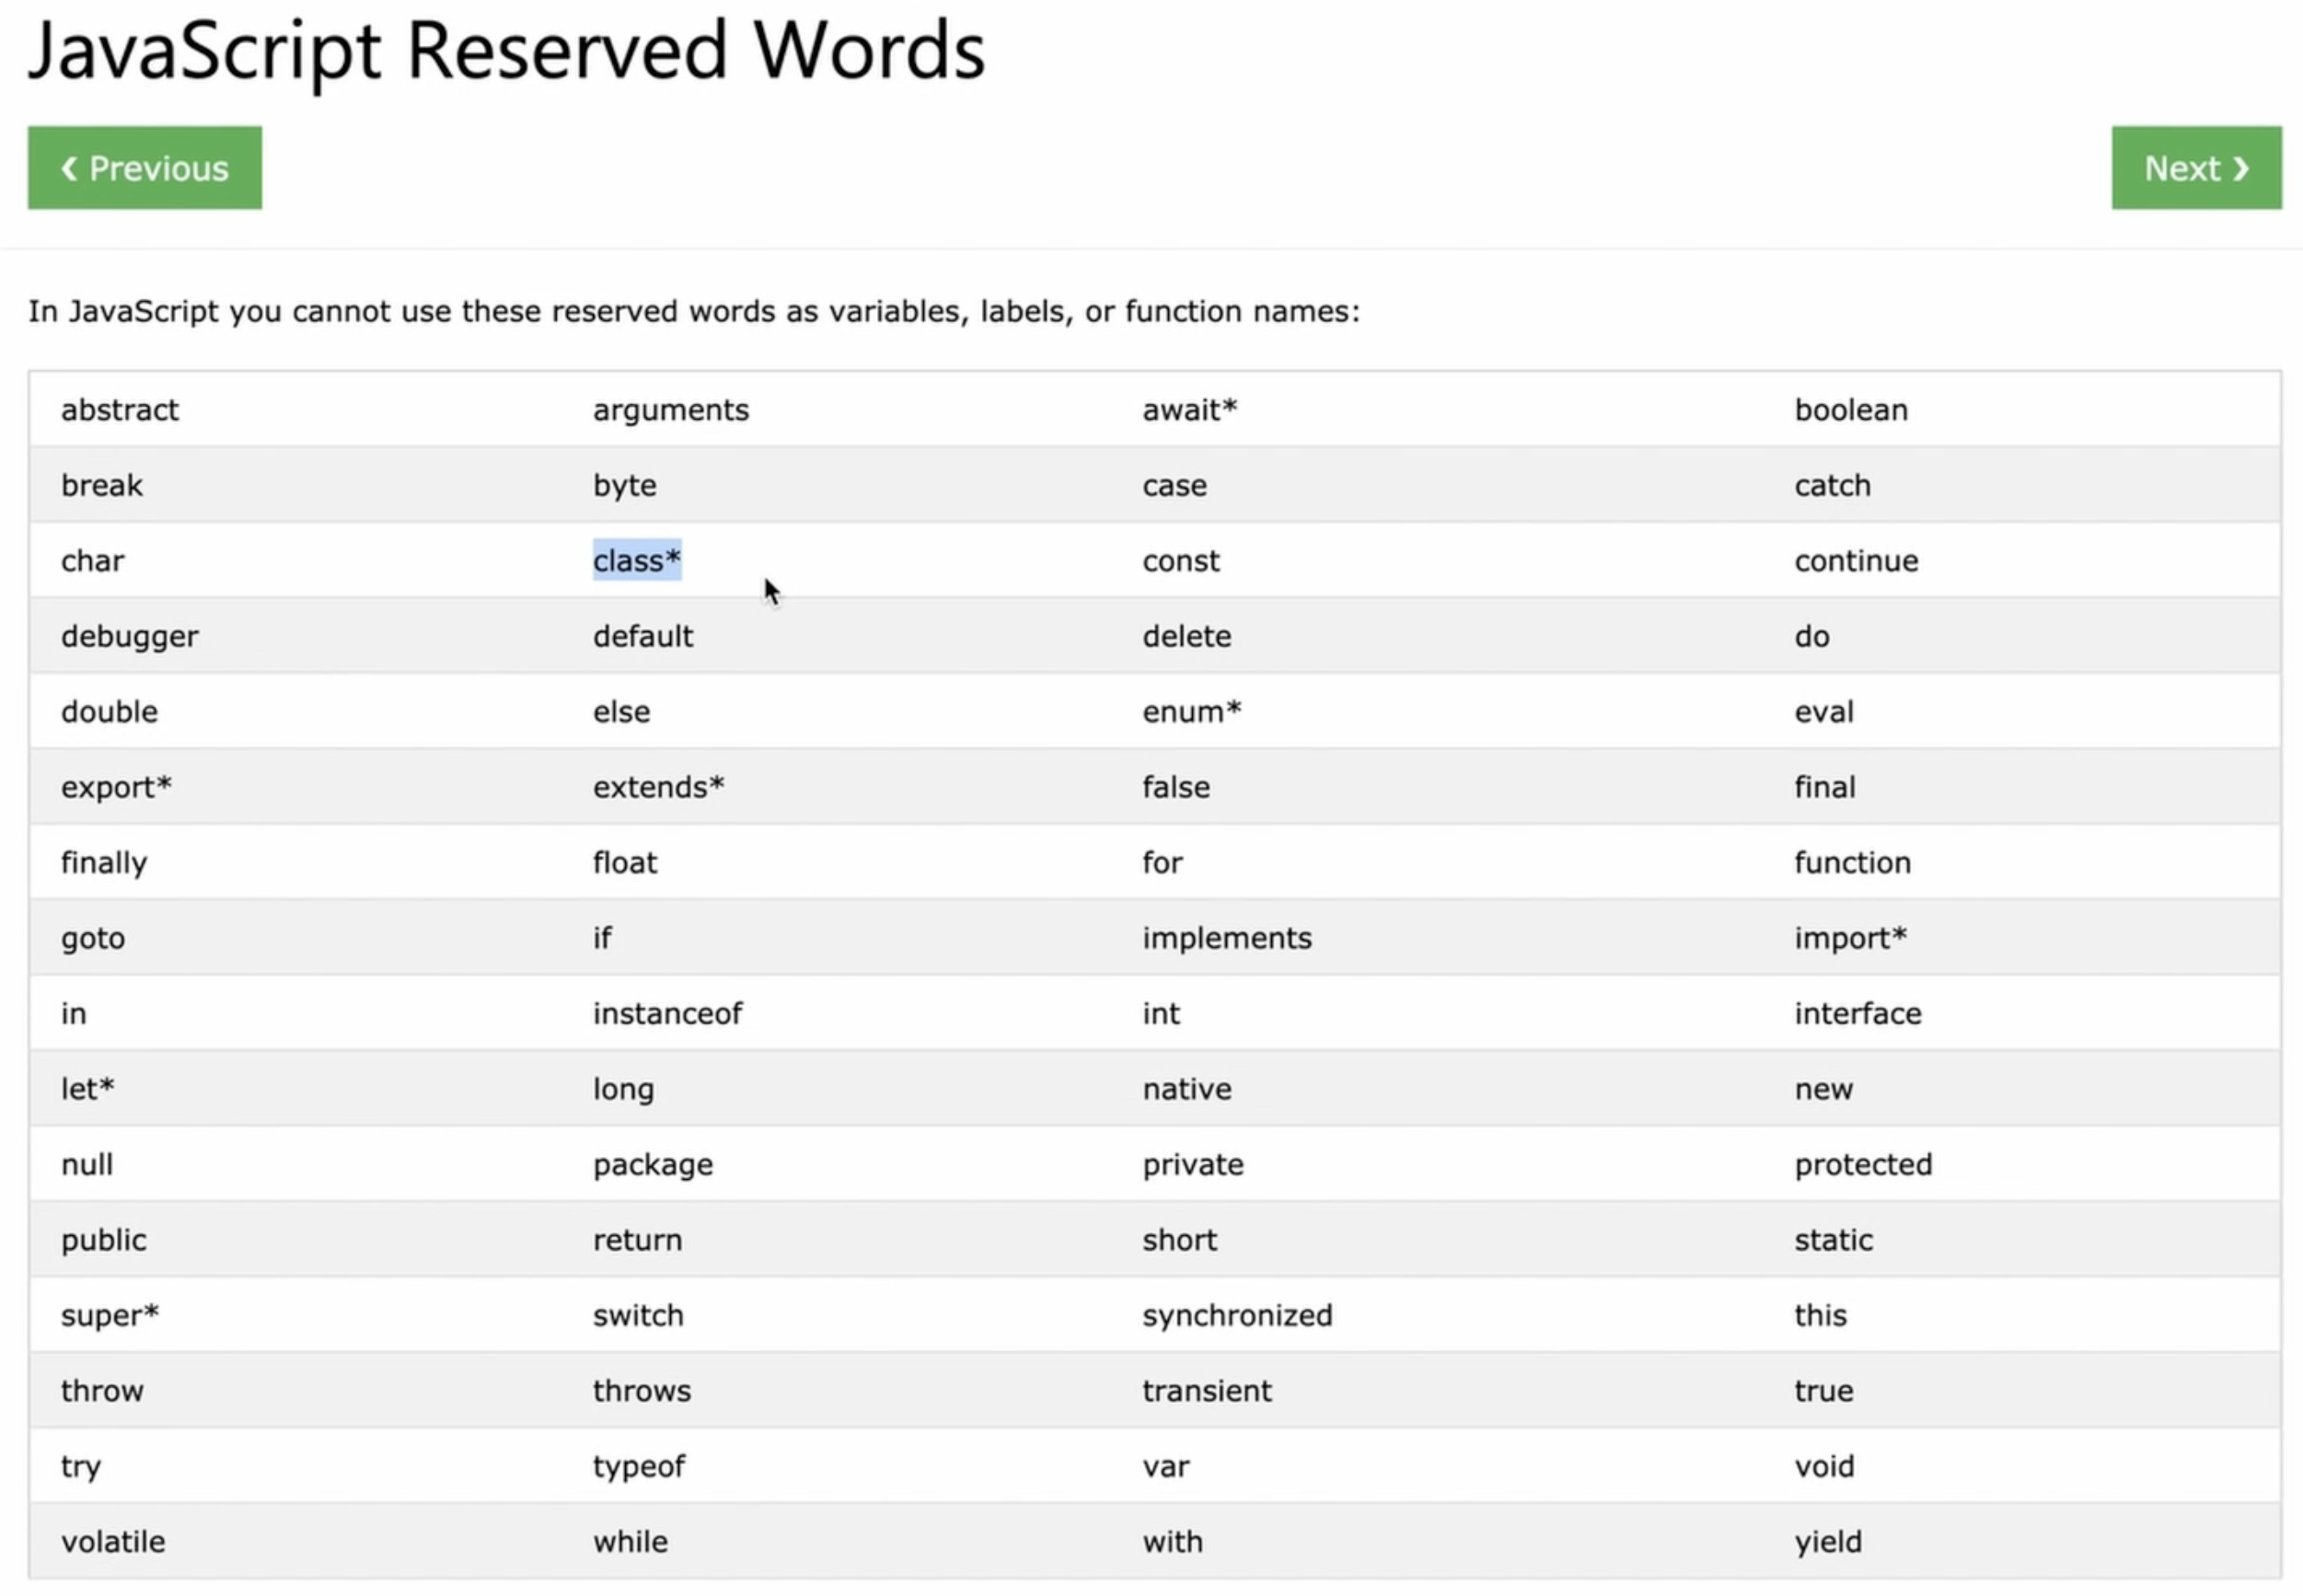 JavaScript Reserved Words
❮ Previous
Next ❯
In JavaScript you cannot use these reserved words as variables, labels, or function names:
abstract arguments await* boolean
break byte case catch
char class* const continue
debugger default delete do
double else enum* eval
export* extends* false final
finally float for function
goto if implements import*
in instanceof int interface
let* long native new
null package private protected
public return short static
super* switch synchronized this
throw throws transient true
try typeof var void
volatile while with yield